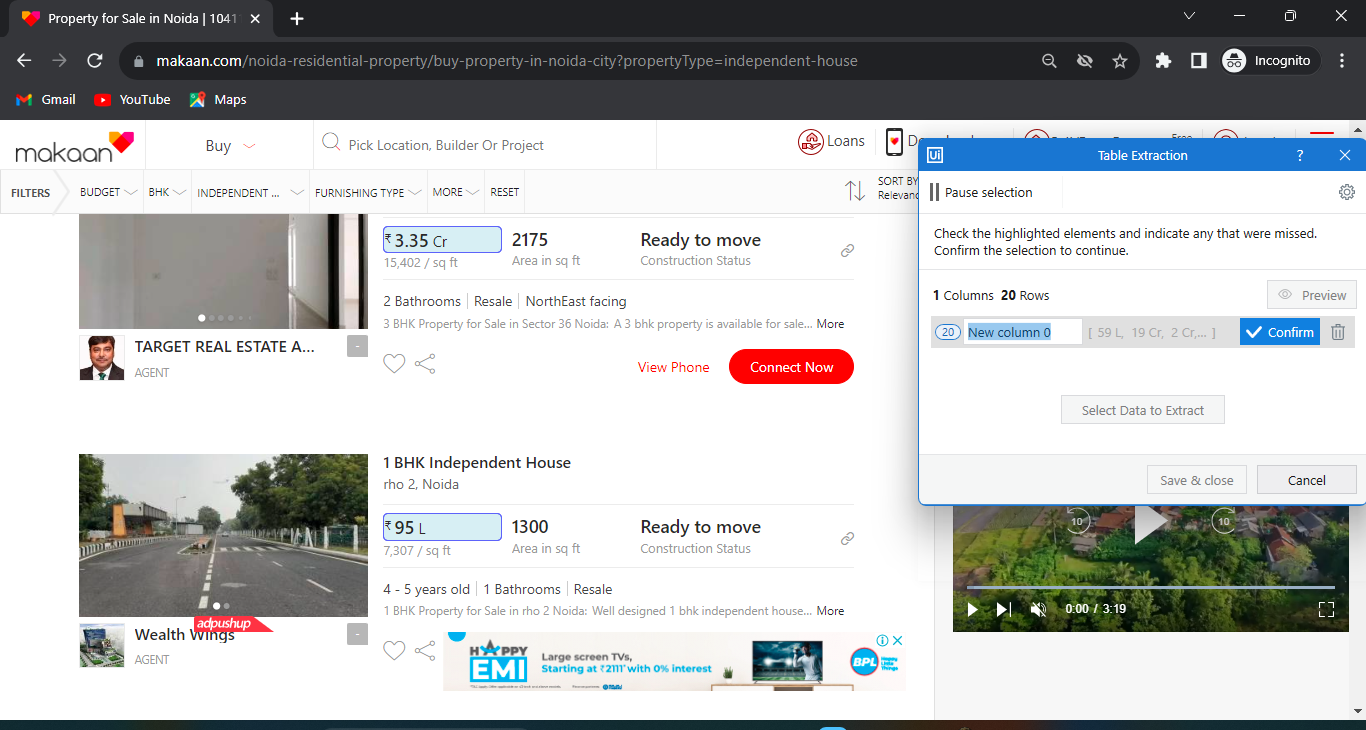 Property for Sale in Noida | 1041
makaan.com/noida-residential-property/buy-property-in-noida-city?propertyType=independent-house
Incognito
Gmail
YouTube
Maps
makaan
Buy
Pick Location, Builder Or Project
Loans
FILTERS
BUDGET
BHK
INDEPENDENT ...
FURNISHING TYPE
MORE
RESET
SORT BY
Relevanc
₹ 3.35 Cr
2175
Ready to move
15,402 / sq ft
Area in sq ft
Construction Status
2 Bathrooms
Resale
NorthEast facing
3 BHK Property for Sale in Sector 36 Noida: A 3 bhk property is available for sale... More
TARGET REAL ESTATE A...
-
AGENT
View Phone
Connect Now
1 BHK Independent House
rho 2, Noida
₹ 95 L
1300
Ready to move
7,307 / sq ft
Area in sq ft
Construction Status
4 - 5 years old
1 Bathrooms
Resale
1 BHK Property for Sale in rho 2 Noida: Well designed 1 bhk independent house... More
adpushup
Wealth Wings
-
AGENT
HAPPY
EMI
Large screen TVs,
Starting at ₹2111* with 0% interest
BPL
Happy
Little
Things
Ui
Table Extraction
?
Pause selection
Check the highlighted elements and indicate any that were missed.
Confirm the selection to continue.
1 Columns 20 Rows
Preview
20
New column 0
[ 59 L, 19 Cr, 2 Cr,... ]
Confirm
Select Data to Extract
Save & close
Cancel
10
10
0:00 / 3:19